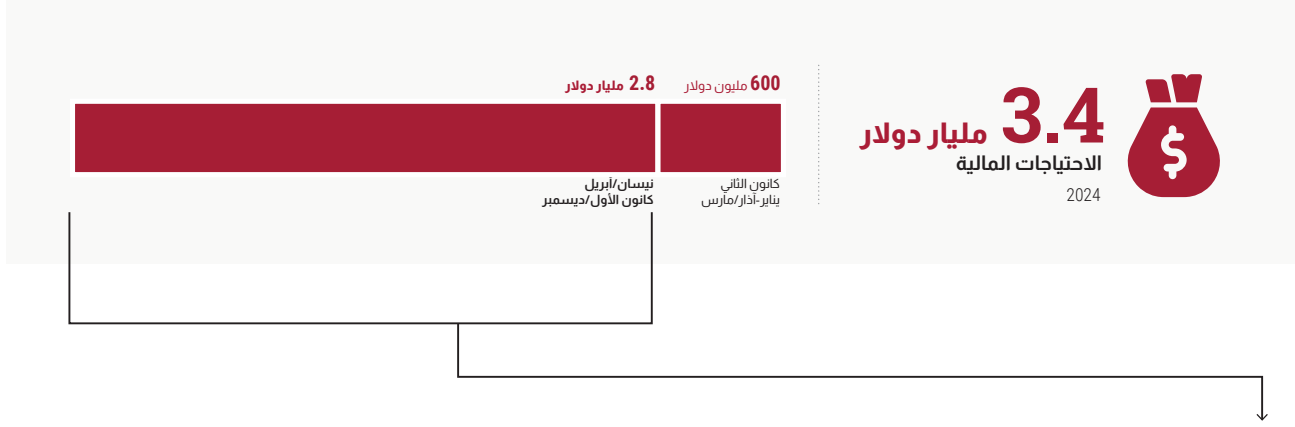 3.4 مليار دولار
الاحتياجات المالية
2024
600 مليون دولار
كانون الثاني
يناير-آذار/مارس
2.8 مليار دولار
نيسان/أبريل
كانون الأول/ديسمبر
$